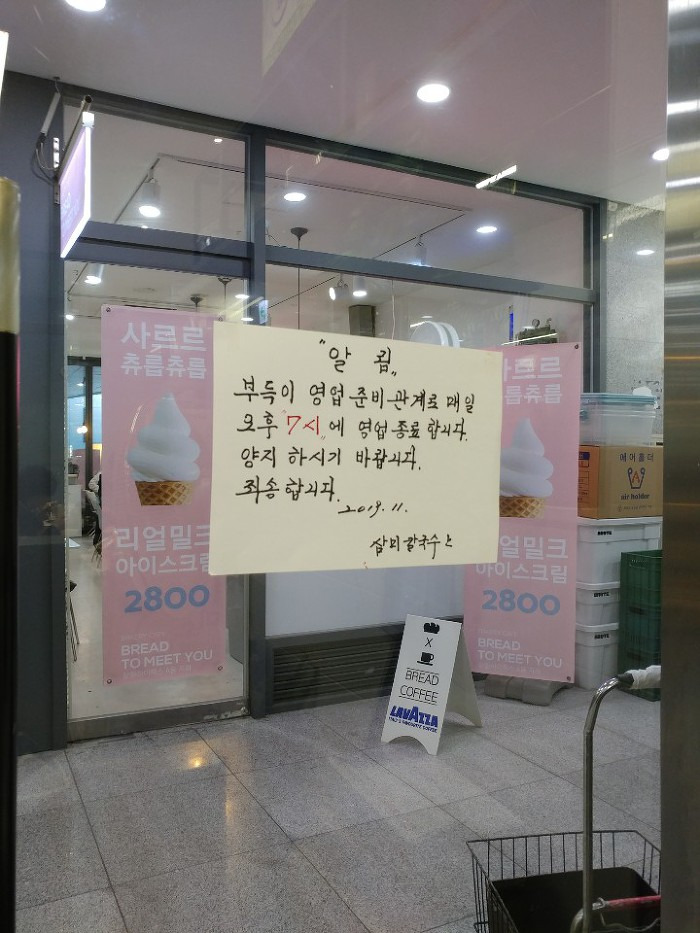 "알 림"
부득이 영업 준비 관계로 매일
오후 "7시"에 영업 종료 합니다.
양지 하시기 바랍니다.
죄송합니다.
2019. 11.
삼미칼국수
사르르
츄릅츄릅
리얼밀크
아이스크림
2800
BREAD
TO MEET YOU
사르르
츄릅츄릅
리얼밀크
아이스크림
2800
BREAD
TO MEET YOU
X
BREAD
COFFEE
LAVAZZA
에어홀더
air holder